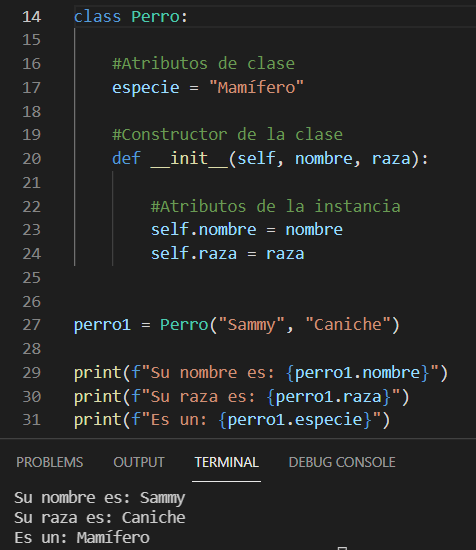 14 class Perro:
15
16 #Atributos de clase
17 especie = "Mamífero"
18
19 #Constructor de la clase
20 def __init__(self, nombre, raza):
21
22 #Atributos de la instancia
23 self.nombre = nombre
24 self.raza = raza
25
26
27 perro1 = Perro("Sammy", "Caniche")
28
29 print(f"Su nombre es: {perro1.nombre}")
30 print(f"Su raza es: {perro1.raza}")
31 print(f"Es un: {perro1.especie}")
PROBLEMS OUTPUT TERMINAL DEBUG CONSOLE
Su nombre es: Sammy
Su raza es: Caniche
Es un: Mamífero